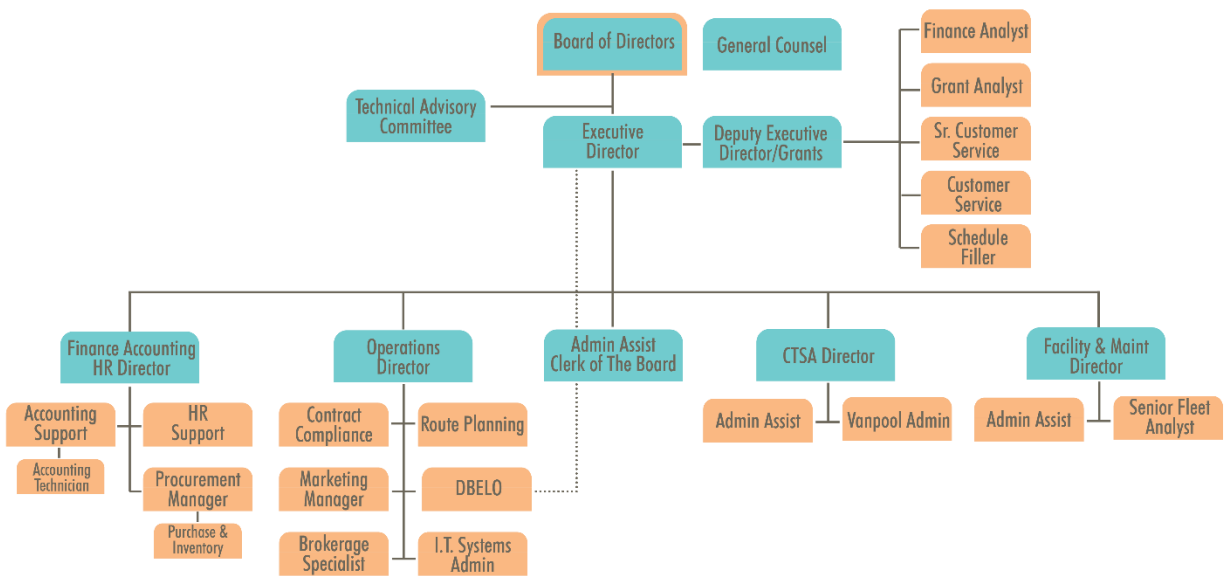 Board of Directors
General Counsel
Finance Analyst
Grant Analyst
Technical Advisory
Committee
Executive
Director
Deputy Executive
Director/Grants
Sr. Customer
Service
Customer
Service
Schedule
Filler
Finance Accounting
HR Director
Operations
Director
Admin Assist
Clerk of The Board
CTSA Director
Facility & Maint
Director
Accounting
Support
HR
Support
Contract
Compliance
Route Planning
Admin Assist
Vanpool Admin
Admin Assist
Senior Fleet
Analyst
Accounting
Technician
Procurement
Manager
Marketing
Manager
DBELO
Purchase &
Inventory
Brokerage
Specialist
I.T. Systems
Admin